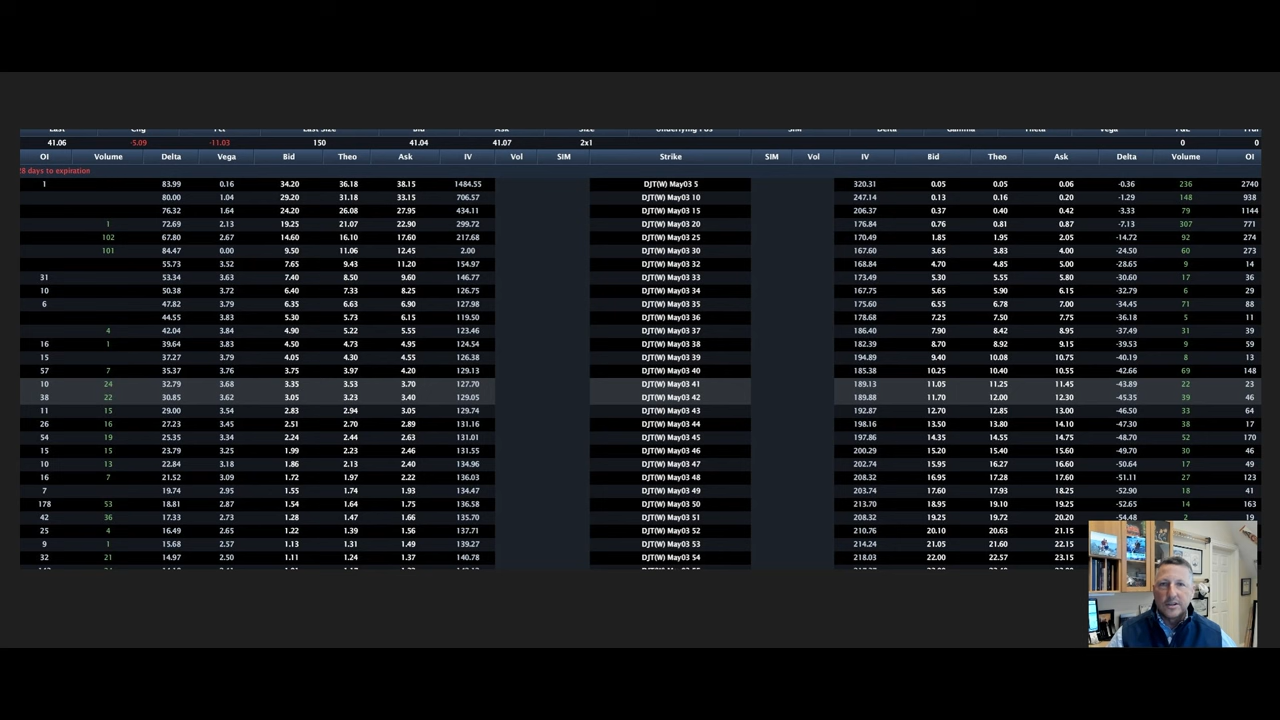 Last Chg Pct Last Size Bid Ask Size Underlying Pos SIM Delta Gamma Theta Vega P&L
41.06 -5.09 -11.03 150 41.04 41.07 2x1 0 0
OI Volume Delta Vega Bid Theo Ask IV Vol SIM Strike SIM Vol IV Bid Theo Ask Delta Volume OI
8 days to expiration
1 83.99 0.16 34.20 36.18 38.15 1484.55 DJT(W) May03 5 320.31 0.05 0.05 0.06 -0.36 236 2740
80.00 1.04 29.20 31.18 33.15 706.57 DJT(W) May03 10 247.14 0.13 0.16 0.20 -1.29 148 938
76.32 1.64 24.20 26.08 27.95 434.11 DJT(W) May03 15 206.37 0.37 0.40 0.42 -3.33 79 1144
1 72.69 2.13 19.25 21.07 22.90 299.72 DJT(W) May03 20 176.84 0.76 0.81 0.87 -7.13 307 771
102 67.80 2.67 14.60 16.10 17.60 217.68 DJT(W) May03 25 170.49 1.85 1.95 2.05 -14.72 92 274
101 84.47 0.00 9.50 11.06 12.45 2.00 DJT(W) May03 30 167.60 3.65 3.83 4.00 -24.50 60 273
55.73 3.52 7.65 9.43 11.20 154.97 DJT(W) May03 32 168.84 4.70 4.85 5.00 -28.65 9 14
31 53.34 3.63 7.40 8.50 9.60 146.77 DJT(W) May03 33 173.49 5.30 5.55 5.80 -30.60 17 36
10 50.38 3.72 6.40 7.33 8.25 126.75 DJT(W) May03 34 167.75 5.65 5.90 6.15 -32.79 6 29
6 47.82 3.79 6.35 6.63 6.90 127.98 DJT(W) May03 35 175.60 6.55 6.78 7.00 -34.45 71 88
44.55 3.83 5.30 5.73 6.15 119.50 DJT(W) May03 36 178.68 7.25 7.50 7.75 -36.18 5 11
4 42.04 3.84 4.90 5.22 5.55 123.46 DJT(W) May03 37 186.40 7.90 8.42 8.95 -37.49 31 39
16 1 39.64 3.83 4.50 4.73 4.95 124.54 DJT(W) May03 38 182.39 8.70 8.92 9.15 -39.53 9 59
15 37.27 3.79 4.05 4.30 4.55 126.38 DJT(W) May03 39 194.89 9.40 10.08 10.75 -40.19 8 13
57 7 35.37 3.76 3.75 3.97 4.20 129.13 DJT(W) May03 40 185.38 10.25 10.40 10.55 -42.66 69 148
10 24 32.79 3.68 3.35 3.53 3.70 127.70 DJT(W) May03 41 189.13 11.05 11.25 11.45 -43.89 22 23
38 22 30.85 3.62 3.05 3.23 3.40 129.05 DJT(W) May03 42 189.88 11.70 12.00 12.30 -45.35 39 46
11 15 29.00 3.54 2.83 2.94 3.05 129.74 DJT(W) May03 43 192.87 12.70 12.85 13.00 -46.50 33 64
26 16 27.23 3.45 2.51 2.70 2.89 131.16 DJT(W) May03 44 198.16 13.50 13.80 14.10 -47.30 38 17
54 19 25.35 3.34 2.24 2.44 2.63 131.01 DJT(W) May03 45 197.86 14.35 14.55 14.75 -48.70 52 170
15 15 23.79 3.25 1.99 2.23 2.46 131.55 DJT(W) May03 46 200.29 15.20 15.40 15.60 -49.70 30 46
10 13 22.84 3.18 1.86 2.13 2.40 134.96 DJT(W) May03 47 202.74 15.95 16.27 16.60 -50.64 17 49
16 7 21.52 3.09 1.72 1.97 2.22 136.03 DJT(W) May03 48 208.32 16.95 17.28 17.60 -51.11 27 123
7 19.74 2.95 1.55 1.74 1.93 134.47 DJT(W) May03 49 203.74 17.60 17.93 18.25 -52.90 18 41
178 53 18.81 2.87 1.54 1.64 1.75 136.58 DJT(W) May03 50 213.70 18.95 19.10 19.25 -52.65 14 163
42 36 17.33 2.73 1.28 1.47 1.66 135.70 DJT(W) May03 51 208.32 19.25 19.72 20.20 -54.48 2 19
25 4 16.49 2.65 1.22 1.39 1.56 137.71 DJT(W) May03 52 210.76 20.10 20.63 21.15
9 1 15.68 2.57 1.13 1.31 1.49 139.27 DJT(W) May03 53 214.24 21.05 21.60 22.15
32 21 14.97 2.50 1.11 1.24 1.37 140.78 DJT(W) May03 54 218.03 22.00 22.57 23.15